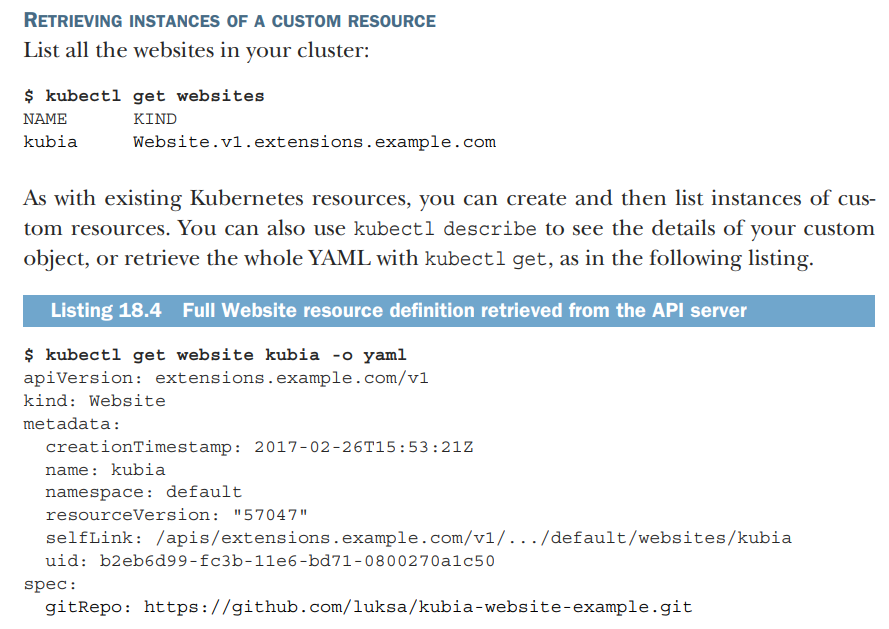 RETRIEVING INSTANCES OF A CUSTOM RESOURCE
List all the websites in your cluster:
$ kubectl get websites
NAME      KIND
kubia     Website.v1.extensions.example.com
As with existing Kubernetes resources, you can create and then list instances of cus-
tom resources. You can also use kubectl describe to see the details of your custom
object, or retrieve the whole YAML with kubectl get, as in the following listing.
Listing 18.4   Full Website resource definition retrieved from the API server
$ kubectl get website kubia -o yaml
apiVersion: extensions.example.com/v1
kind: Website
metadata:
  creationTimestamp: 2017-02-26T15:53:21Z
  name: kubia
  namespace: default
  resourceVersion: "57047"
  selfLink: /apis/extensions.example.com/v1/.../default/websites/kubia
  uid: b2eb6d99-fc3b-11e6-bd71-0800270a1c50
spec:
  gitRepo: https://github.com/luksa/kubia-website-example.git